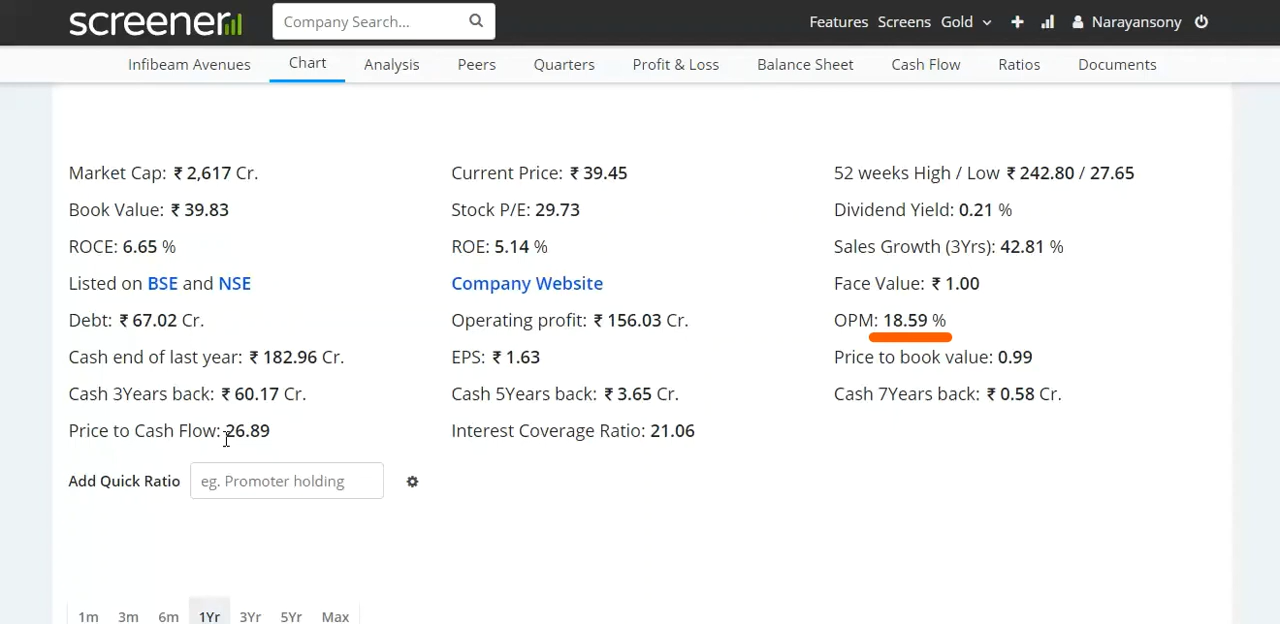 screener Company Search... Features Screens Gold Narayansony
Infibeam Avenues Chart Analysis Peers Quarters Profit & Loss Balance Sheet Cash Flow Ratios Documents
Market Cap: ₹ 2,617 Cr. Current Price: ₹ 39.45 52 weeks High / Low ₹ 242.80 / 27.65
Book Value: ₹ 39.83 Stock P/E: 29.73 Dividend Yield: 0.21 %
ROCE: 6.65 % ROE: 5.14 % Sales Growth (3Yrs): 42.81 %
Listed on BSE and NSE Company Website Face Value: ₹ 1.00
Debt: ₹ 67.02 Cr. Operating profit: ₹ 156.03 Cr. OPM: 18.59 %
Cash end of last year: ₹ 182.96 Cr. EPS: ₹ 1.63 Price to book value: 0.99
Cash 3Years back: ₹ 60.17 Cr. Cash 5Years back: ₹ 3.65 Cr. Cash 7Years back: ₹ 0.58 Cr.
Price to Cash Flow: 26.89 Interest Coverage Ratio: 21.06
Add Quick Ratio eg. Promoter holding
1m 3m 6m 1Yr 3Yr 5Yr Max